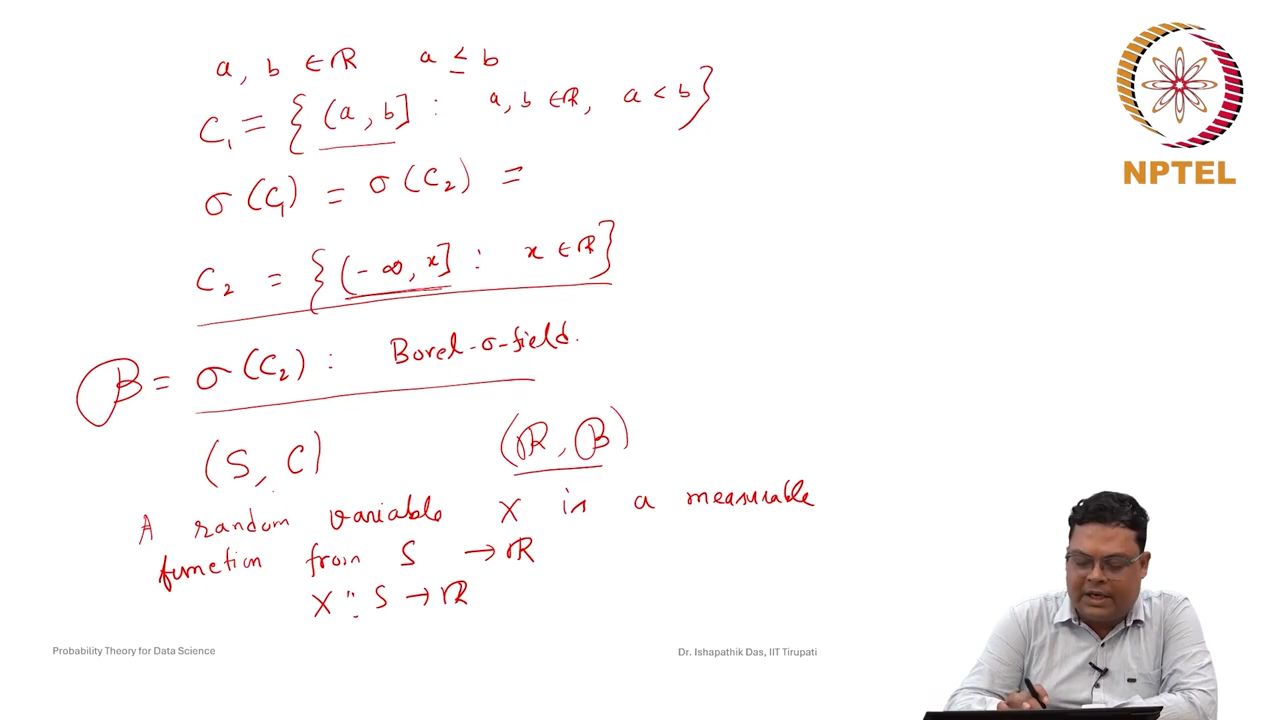 a, b ∈ ℝ a ≤ b
C₁ = { (a, b] : a, b ∈ ℝ, a < b }
σ(C₁) = σ(C₂) =
C₂ = { (-∞, x] : x ∈ ℝ }
B = σ(C₂) : Borel-σ-field.
(S, C) (ℝ, B)
A random variable X is a measurable
function from S → ℝ
X : S → ℝ
NPTEL
Probability Theory for Data Science
Dr. Ishapathik Das, IIT Tirupati